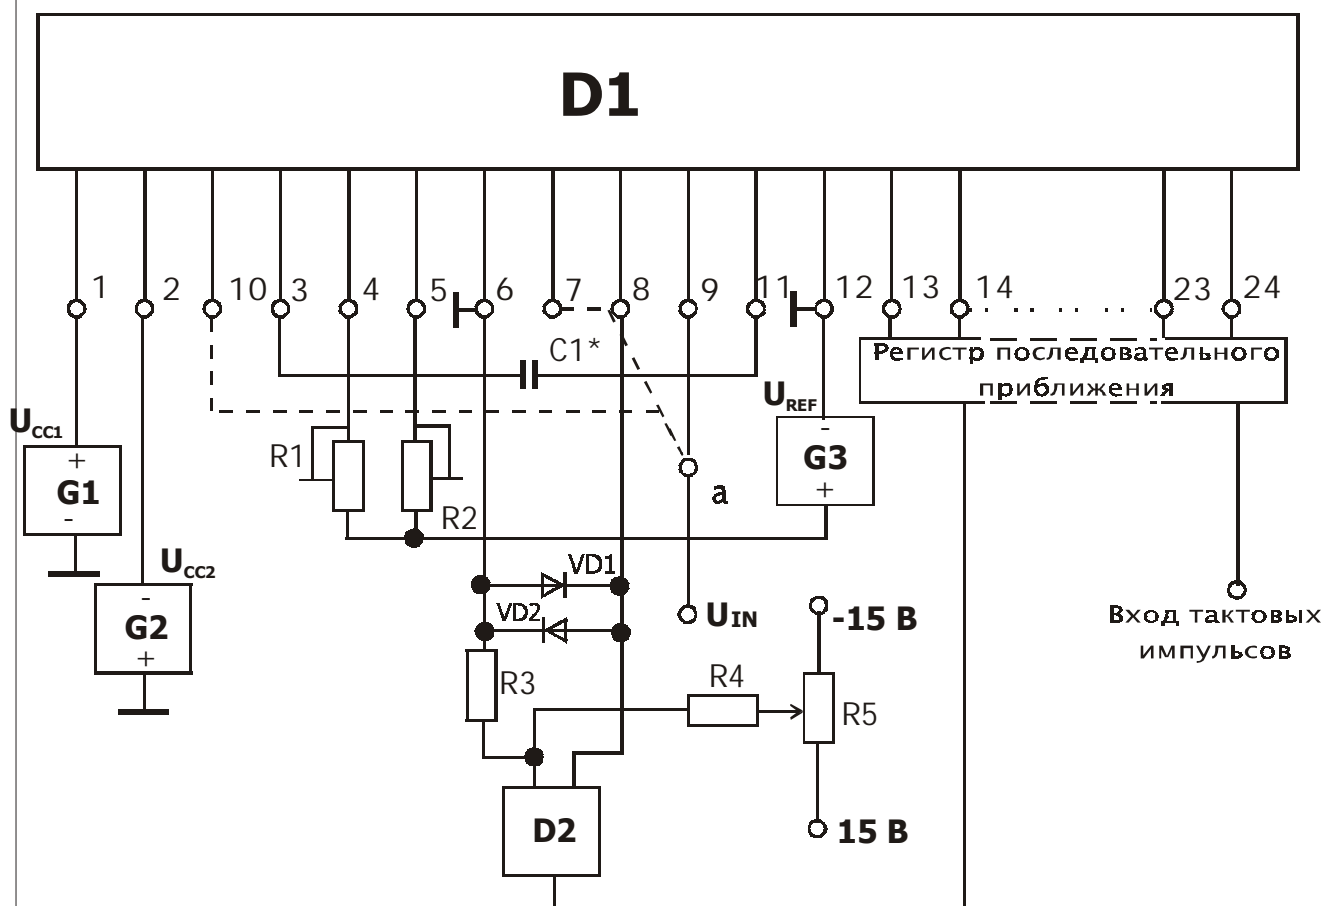 D1
1 2 10 3 4 5 6 7 8 9 11 12 13 14 23 24
C1*
Регистр последовательного
приближения
UREF
UCC1
+
G1
-
R1
R2
-
G3
+
a
UCC2
-
G2
+
VD1
VD2
UIN
-15 В
Вход тактовых
импульсов
R3
R4
R5
D2
15 В